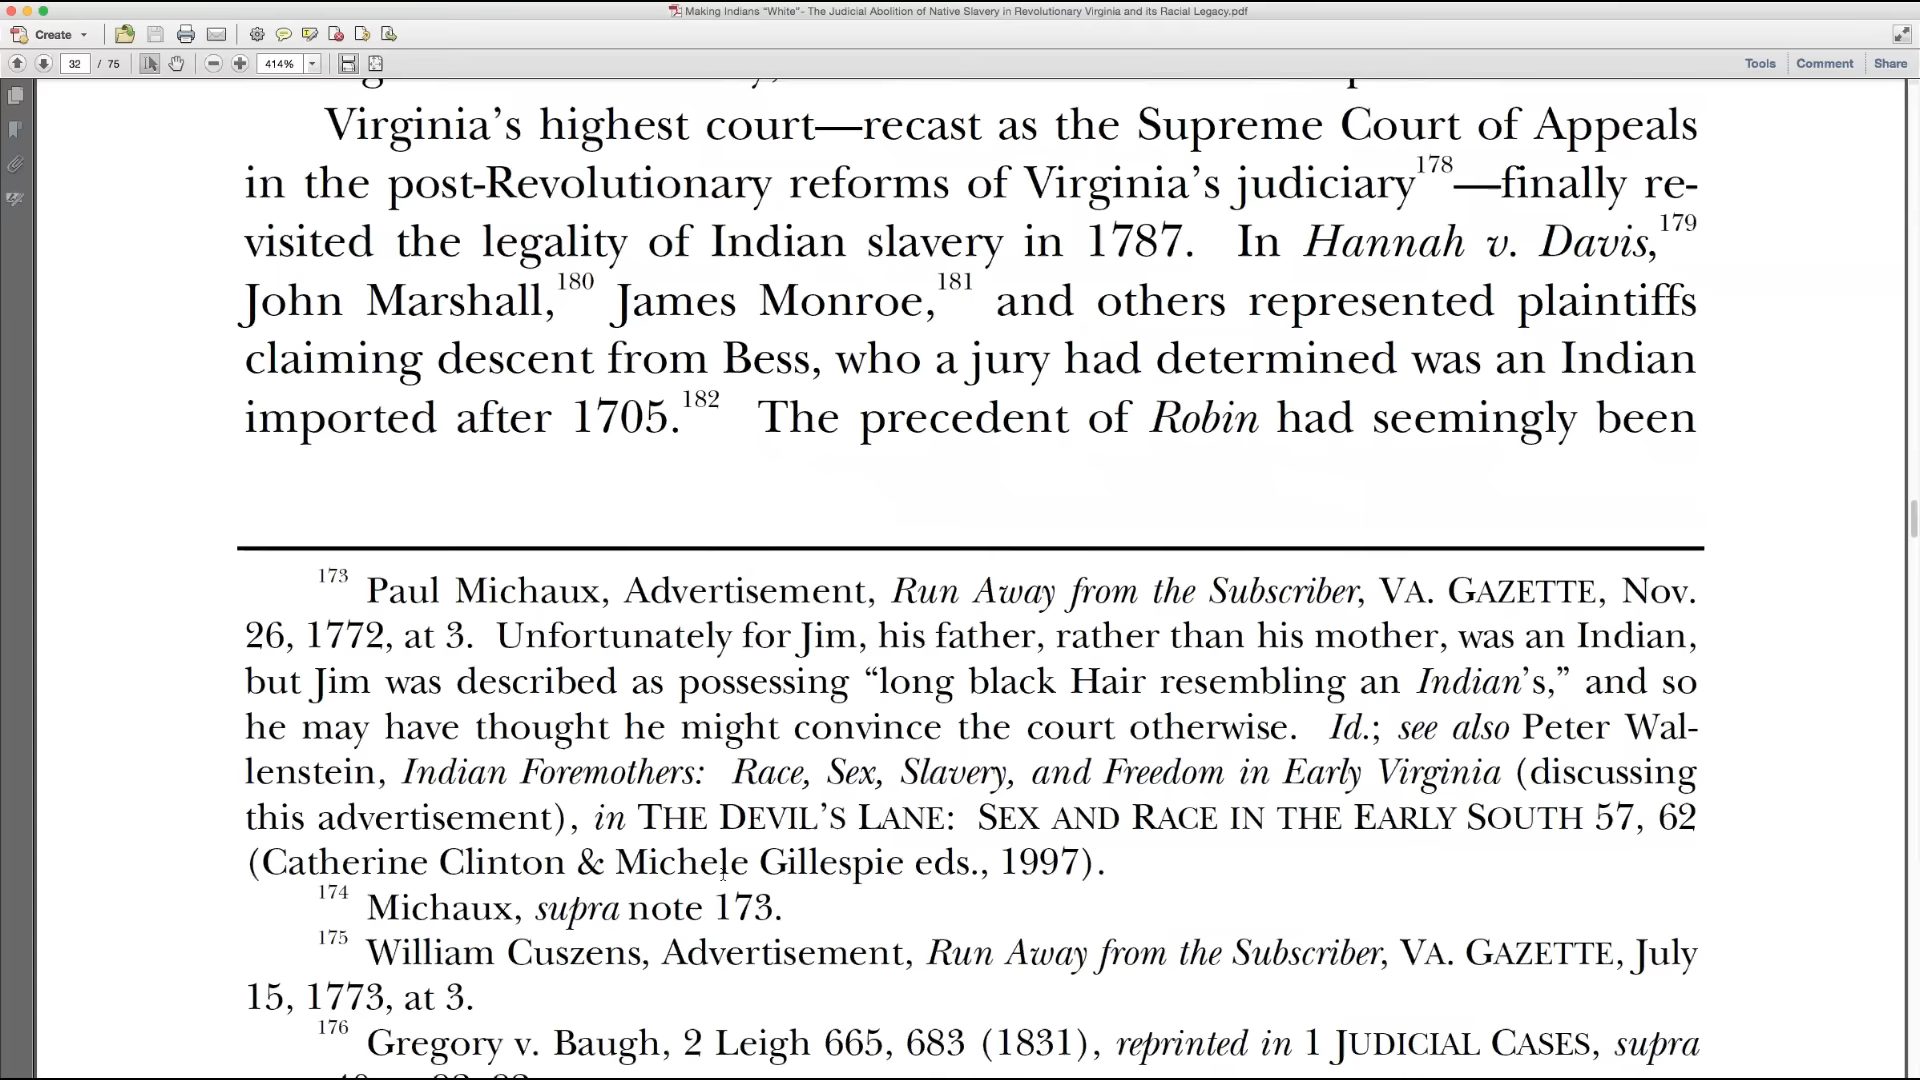 Making Indians "White"- The Judicial Abolition of Native Slavery in Revolutionary Virginia and its Racial Legacy.pdf
Create
32 / 75 414% Tools Comment Share
Virginia's highest court—recast as the Supreme Court of Appeals
in the post-Revolutionary reforms of Virginia's judiciary178—finally re-
visited the legality of Indian slavery in 1787. In Hannah v. Davis,179
John Marshall,180 James Monroe,181 and others represented plaintiffs
claiming descent from Bess, who a jury had determined was an Indian
imported after 1705.182 The precedent of Robin had seemingly been
173 Paul Michaux, Advertisement, Run Away from the Subscriber, VA. GAZETTE, Nov.
26, 1772, at 3. Unfortunately for Jim, his father, rather than his mother, was an Indian,
but Jim was described as possessing "long black Hair resembling an Indian's," and so
he may have thought he might convince the court otherwise. Id.; see also Peter Wal-
lenstein, Indian Foremothers: Race, Sex, Slavery, and Freedom in Early Virginia (discussing
this advertisement), in THE DEVIL'S LANE: SEX AND RACE IN THE EARLY SOUTH 57, 62
(Catherine Clinton & Michele Gillespie eds., 1997).
174 Michaux, supra note 173.
175 William Cuszens, Advertisement, Run Away from the Subscriber, VA. GAZETTE, July
15, 1773, at 3.
176 Gregory v. Baugh, 2 Leigh 665, 683 (1831), reprinted in 1 JUDICIAL CASES, supra